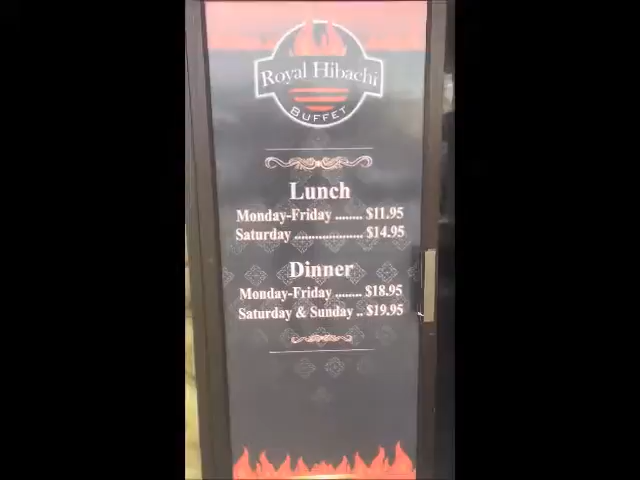 Royal Hibachi
BUFFET
Lunch
Monday-Friday ........ $11.95
Saturday ................... $14.95
Dinner
Monday-Friday ........ $18.95
Saturday & Sunday .. $19.95